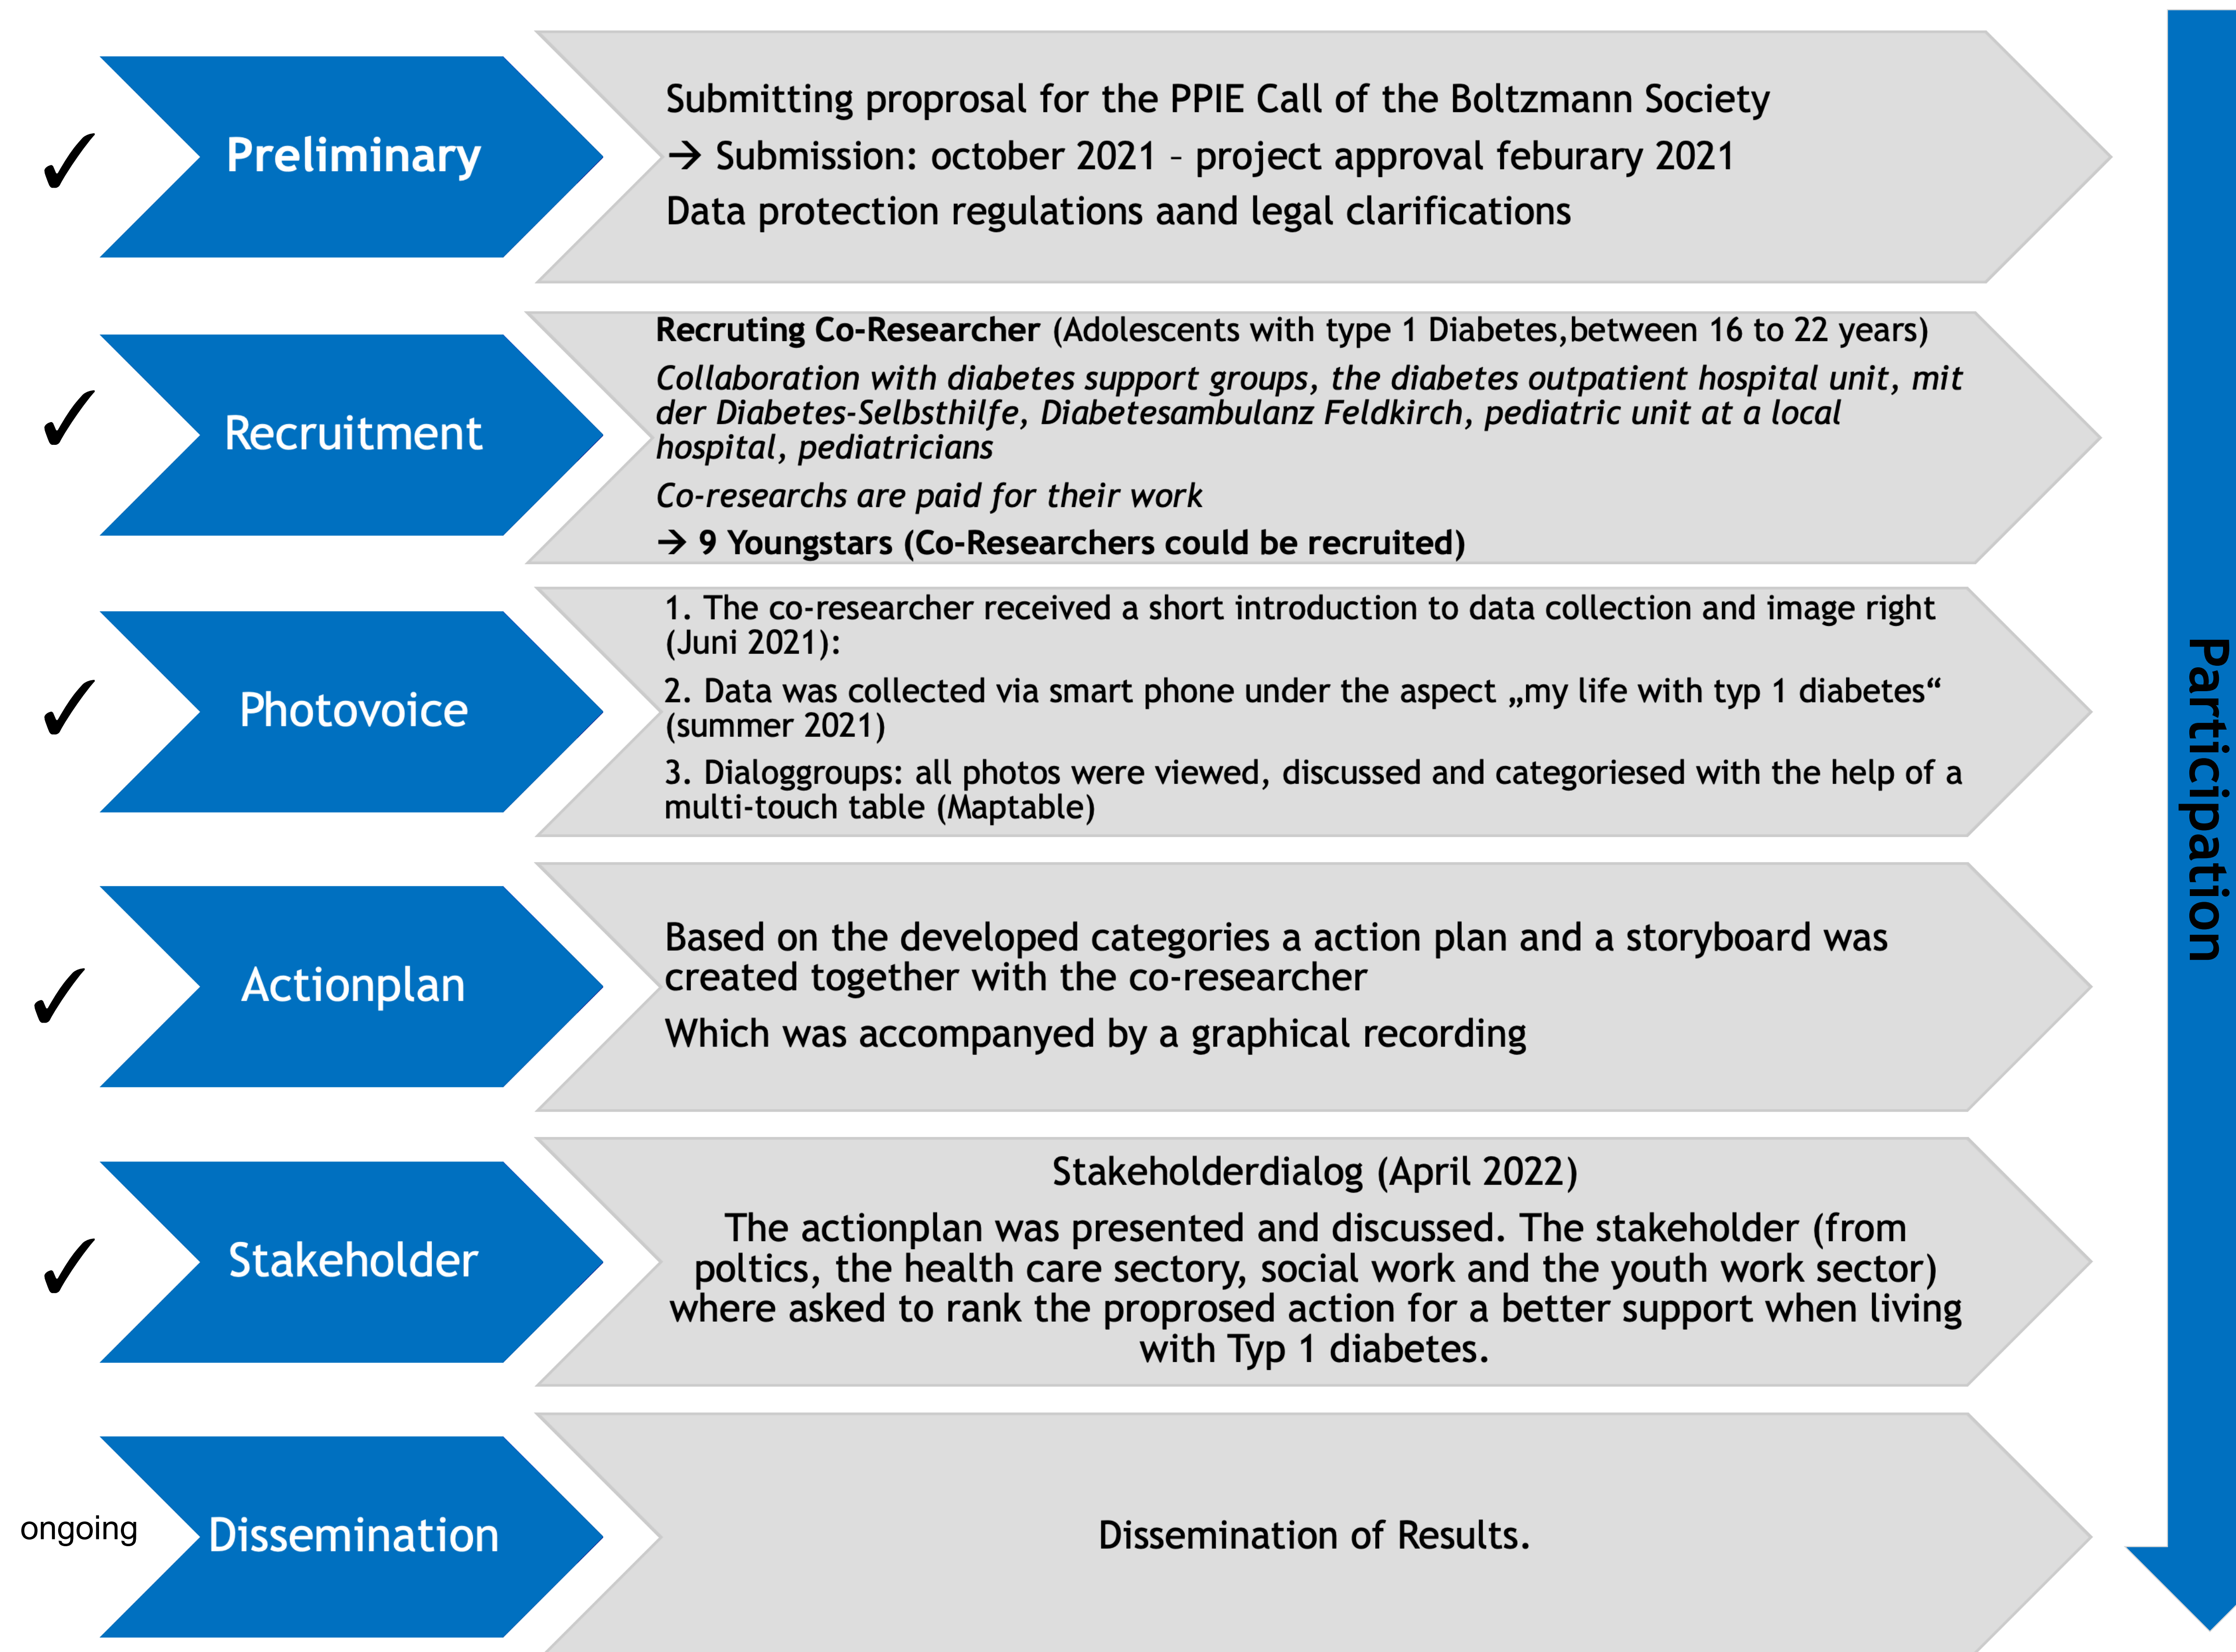 Preliminary
Submitting proprosal for the PPIE Call of the Boltzmann Society
→ Submission: october 2021 – project approval feburary 2021
Data protection regulations aand legal clarifications
Recruitment
Recruting Co-Researcher (Adolescents with type 1 Diabetes,between 16 to 22 years)
Collaboration with diabetes support groups, the diabetes outpatient hospital unit, mit
der Diabetes-Selbsthilfe, Diabetesambulanz Feldkirch, pediatric unit at a local
hospital, pediatricians
Co-researchs are paid for their work
→ 9 Youngstars (Co-Researchers could be recruited)
Photovoice
1. The co-researcher received a short introduction to data collection and image right
(Juni 2021):
2. Data was collected via smart phone under the aspect „my life with typ 1 diabetes“
(summer 2021)
3. Dialoggroups: all photos were viewed, discussed and categoriesed with the help of a
multi-touch table (Maptable)
Actionplan
Based on the developed categories a action plan and a storyboard was
created together with the co-researcher
Which was accompanyed by a graphical recording
Stakeholder
Stakeholderdialog (April 2022)
The actionplan was presented and discussed. The stakeholder (from
poltics, the health care sectory, social work and the youth work sector)
where asked to rank the proprosed action for a better support when living
with Typ 1 diabetes.
ongoing
Dissemination
Dissemination of Results.
Participation